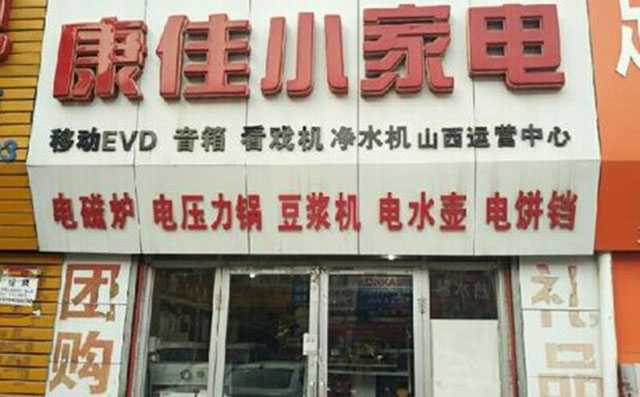 康佳小家电
移动EVD 音箱 看戏机 净水机 山西运营中心
电磁炉 电压力锅 豆浆机 电水壶 电饼铛
团购
礼品